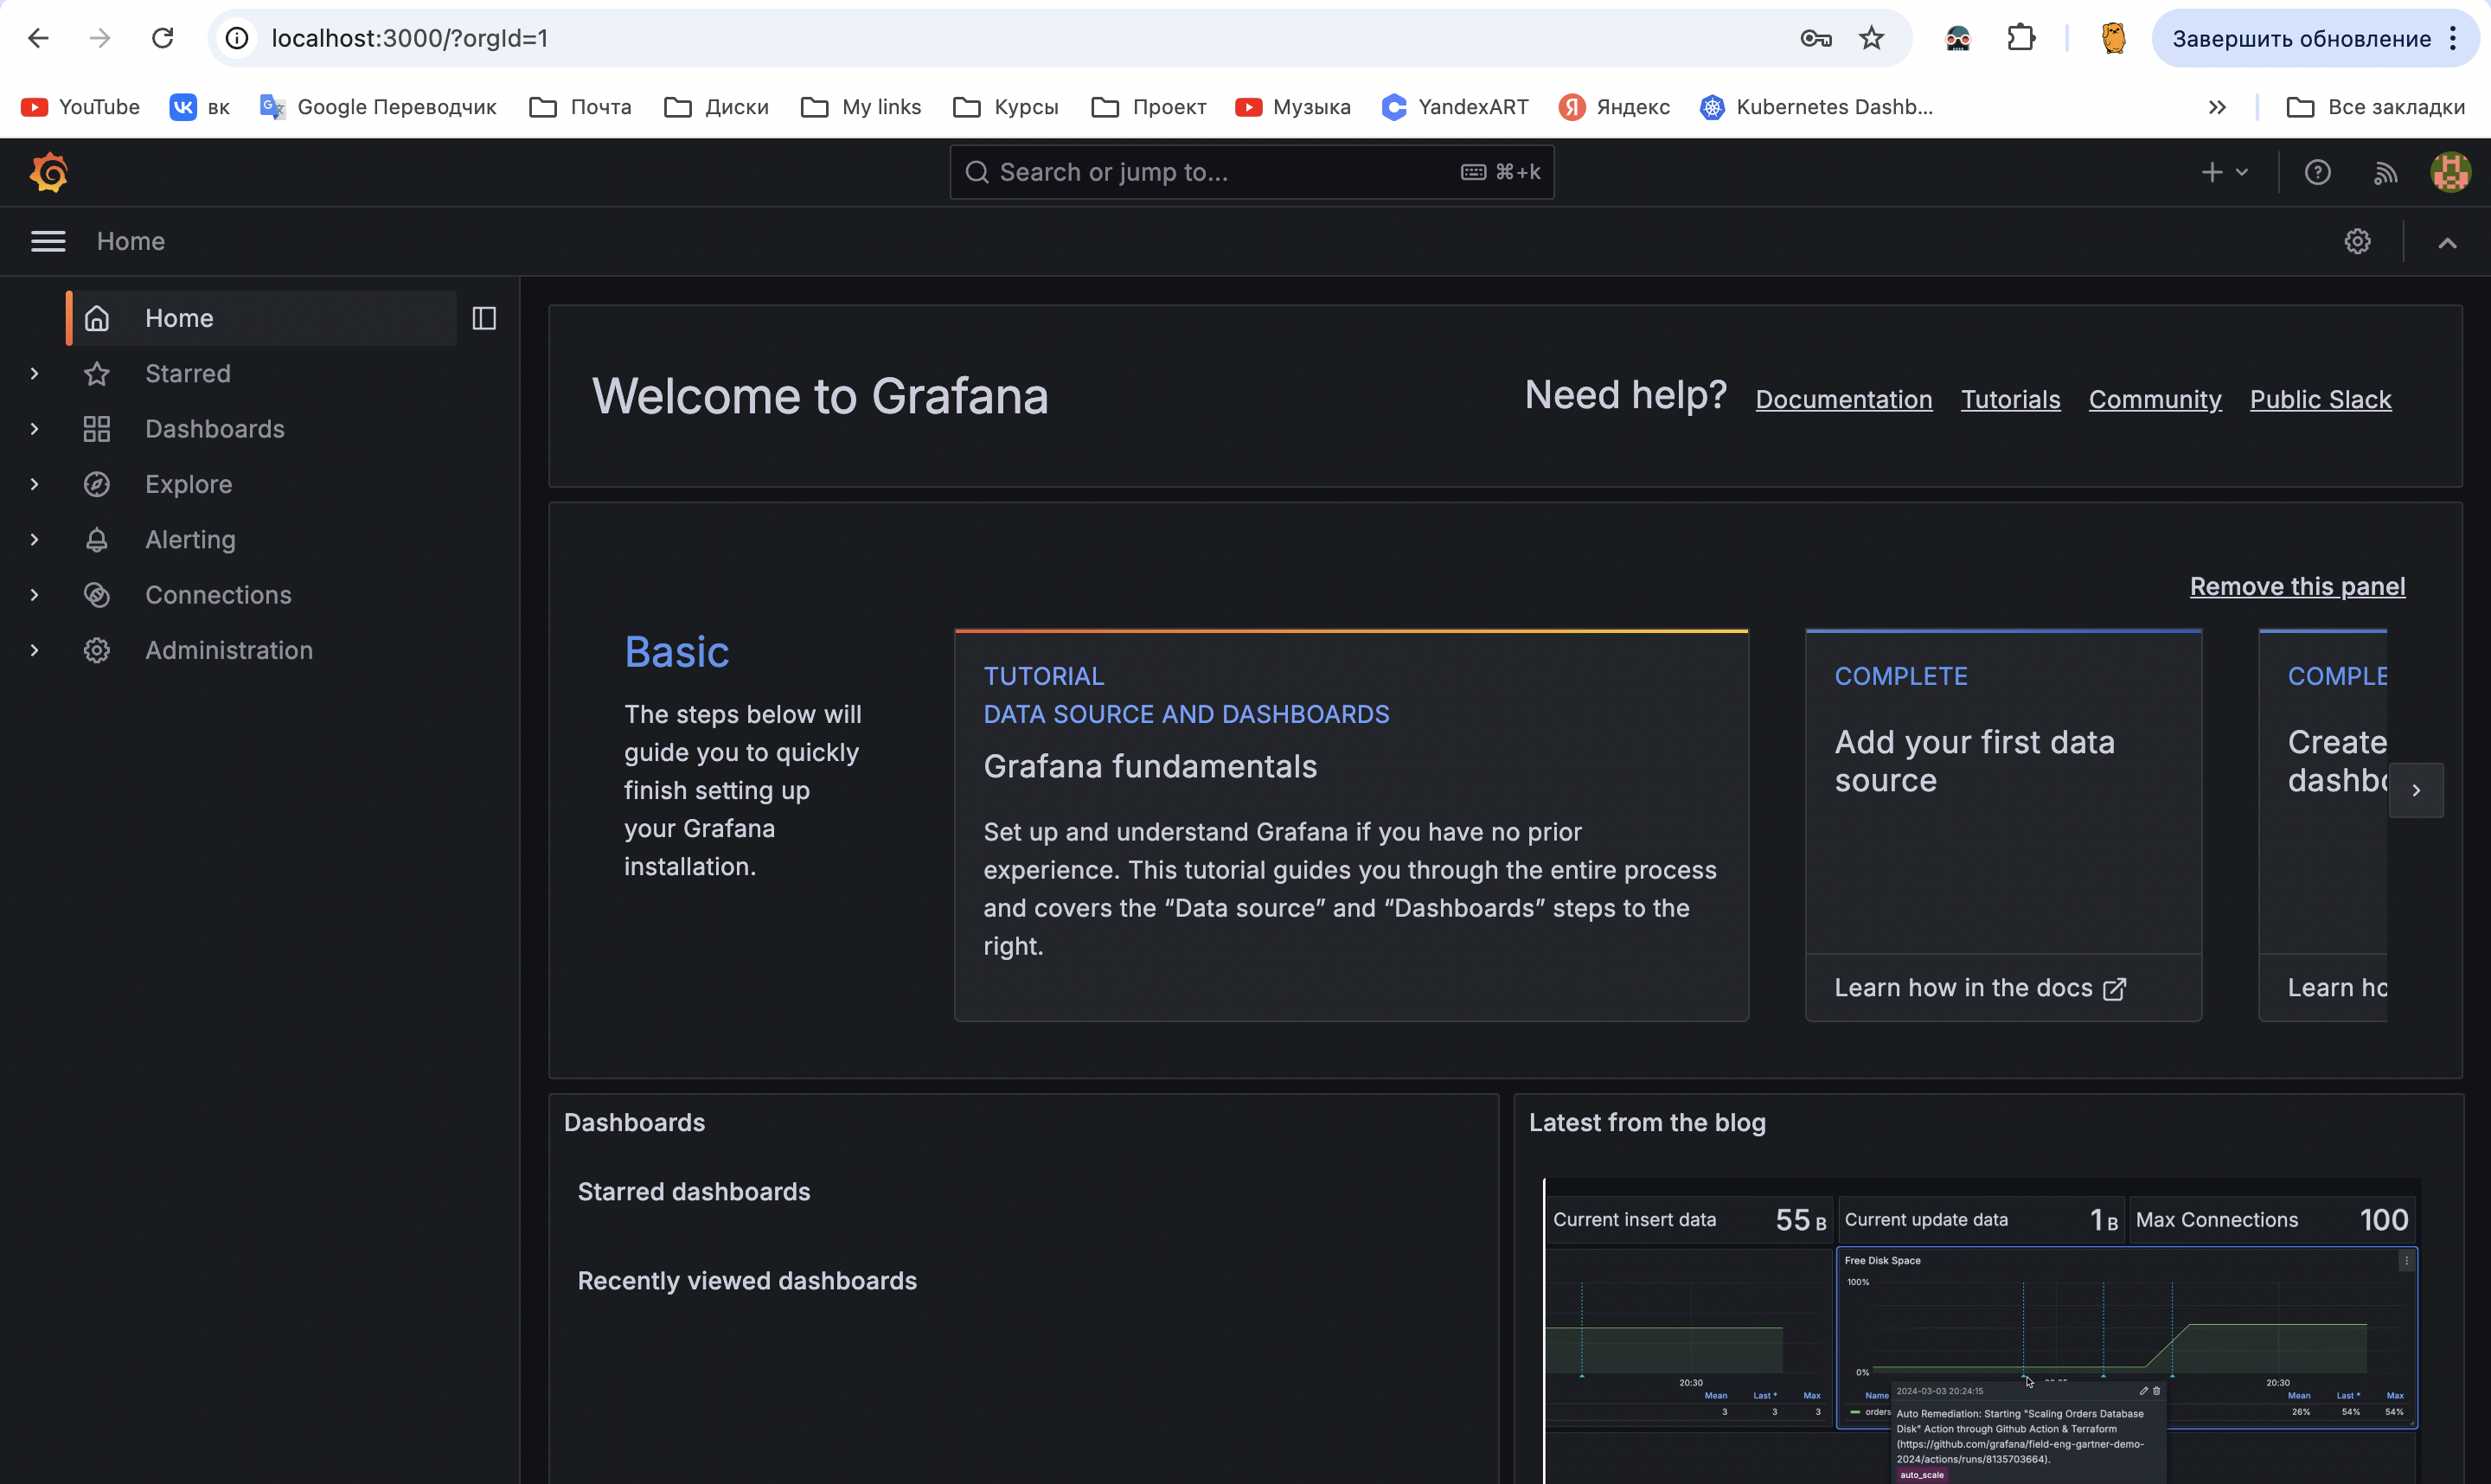 localhost:3000/?orgId=1
Завершить обновление
YouTube
вк
Google Переводчик
Почта
Диски
My links
Курсы
Проект
Музыка
YandexART
Яндекс
Kubernetes Dashb...
Все закладки
Search or jump to...
⌘+k
Home
Home
Starred
Dashboards
Explore
Alerting
Connections
Administration
Welcome to Grafana
Need help?
Documentation
Tutorials
Community
Public Slack
Remove this panel
Basic
The steps below will
guide you to quickly
finish setting up
your Grafana
installation.
TUTORIAL
DATA SOURCE AND DASHBOARDS
Grafana fundamentals
Set up and understand Grafana if you have no prior
experience. This tutorial guides you through the entire process
and covers the “Data source” and “Dashboards” steps to the
right.
COMPLETE
Add your first data
source
Learn how in the docs
COMPLE
Create
dashbo
Learn ho
Dashboards
Starred dashboards
Recently viewed dashboards
Latest from the blog
Current insert data 55 B
Current update data 1 B
Max Connections 100
Free Disk Space
100%
0%
20:30
Mean Last * Max
3 3 3
20:30
Name Mean Last * Max
orders 26% 54% 54%
2024-03-03 20:24:15
Auto Remediation: Starting "Scaling Orders Database
Disk" Action through Github Action & Terraform
(https://github.com/grafana/field-eng-gartner-demo-
2024/actions/runs/8135703664).
auto_scale